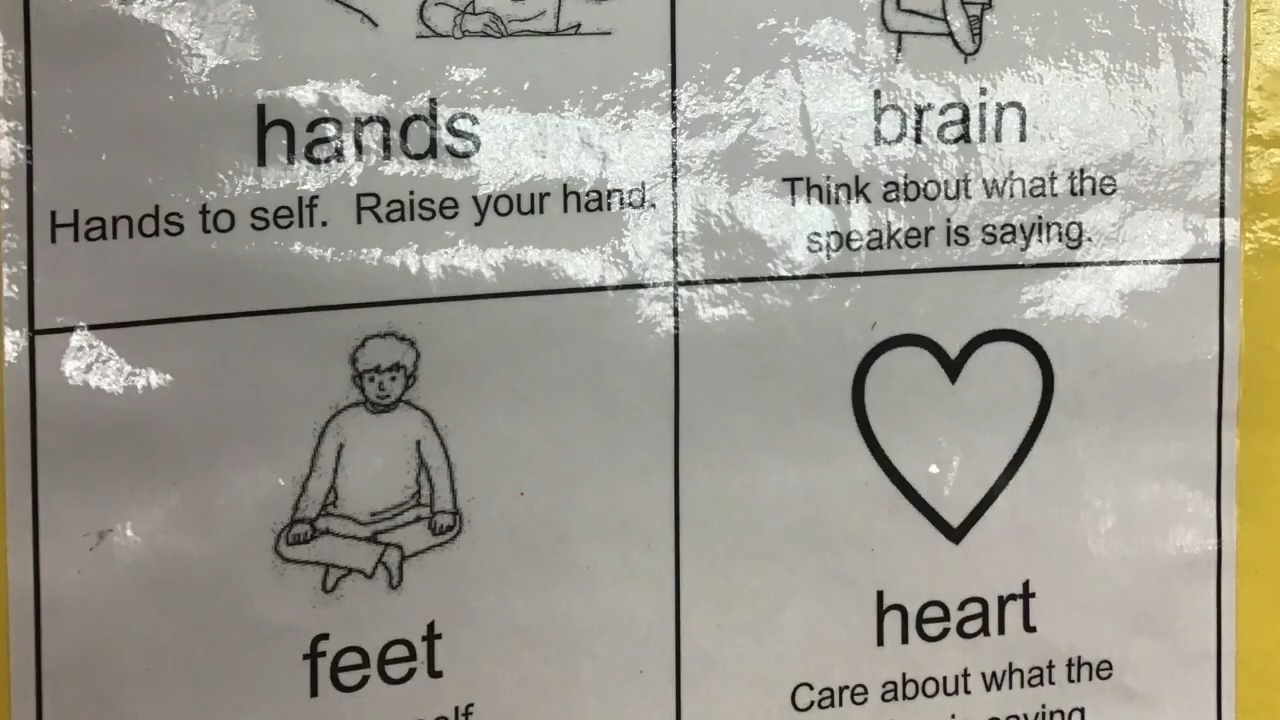 hands
Hands to self.  Raise your hand.
brain
Think about what the
speaker is saying.
feet
heart
Care about what the
saying